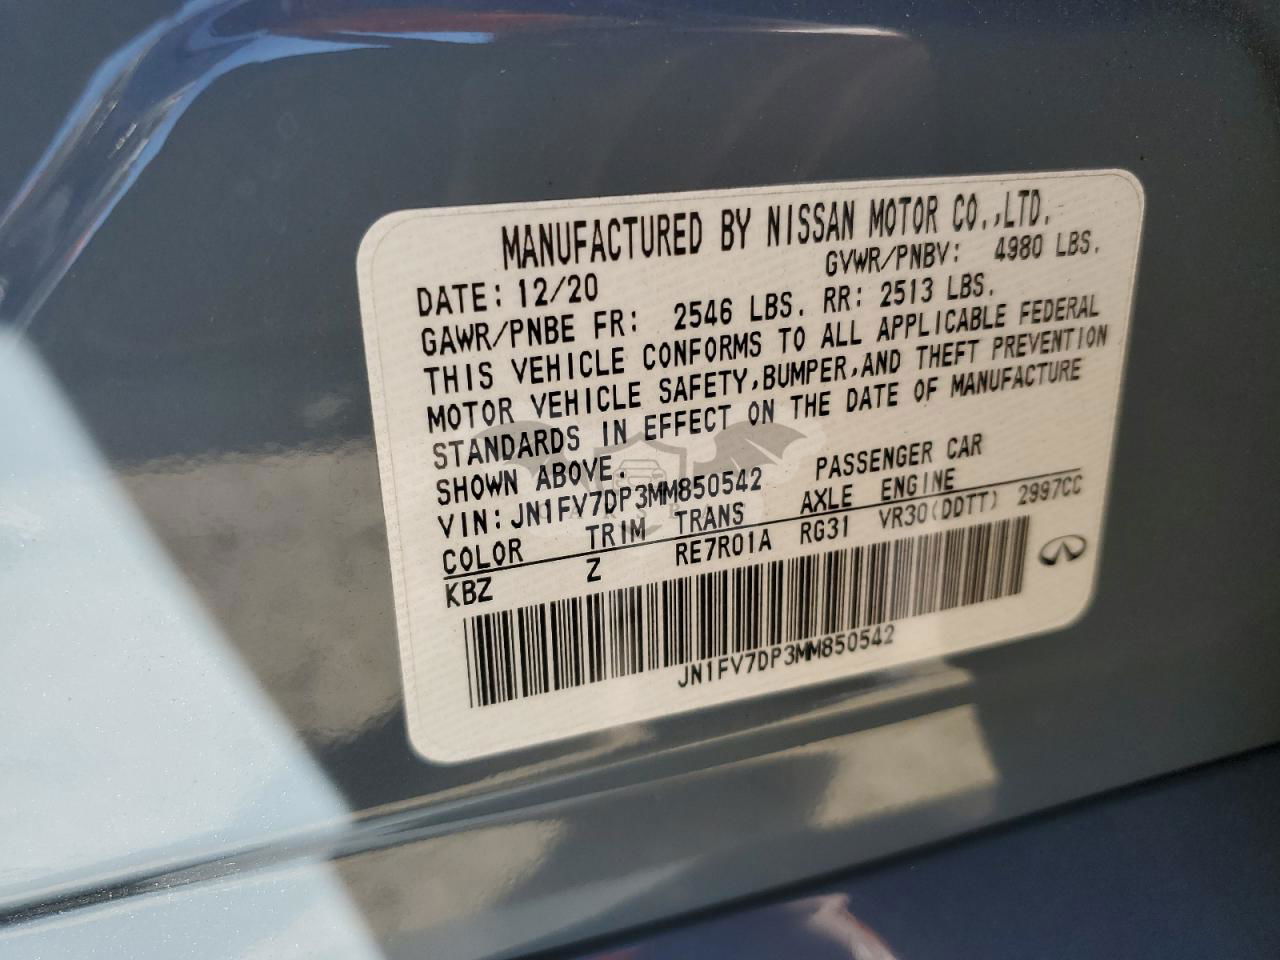 MANUFACTURED BY NISSAN MOTOR CO.,LTD.
DATE: 12/20 GVWR/PNBV: 4980 LBS.
GAWR/PNBE FR: 2546 LBS. RR: 2513 LBS.
THIS VEHICLE CONFORMS TO ALL APPLICABLE FEDERAL
MOTOR VEHICLE SAFETY,BUMPER,AND THEFT PREVENTION
STANDARDS IN EFFECT ON THE DATE OF MANUFACTURE
SHOWN ABOVE.
VIN: JN1FV7DP3MM850542 PASSENGER CAR
COLOR TRIM TRANS AXLE ENGINE
KBZ Z RE7R01A RG31 VR30(DDTT) 2997CC
JN1FV7DP3MM850542